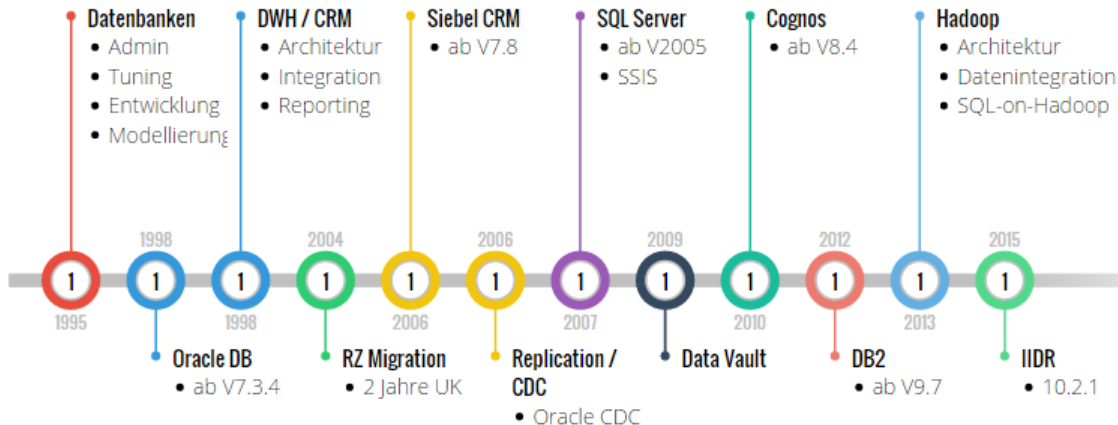 Datenbanken
• Admin
• Tuning
• Entwicklung
• Modellierung
DWH / CRM
• Architektur
• Integration
• Reporting
Siebel CRM
• ab V7.8
SQL Server
• ab V2005
• SSIS
Cognos
• ab V8.4
Hadoop
• Architektur
• Datenintegration
• SQL-on-Hadoop
1998
2004
2006
2009
2012
2015
1 1 1 1 1 1 1 1 1 1 1 1
1995
1998
2006
2007
2010
2013
Oracle DB
• ab V7.3.4
RZ Migration
• 2 Jahre UK
Replication /
CDC
• Oracle CDC
Data Vault
DB2
• ab V9.7
IIDR
• 10.2.1